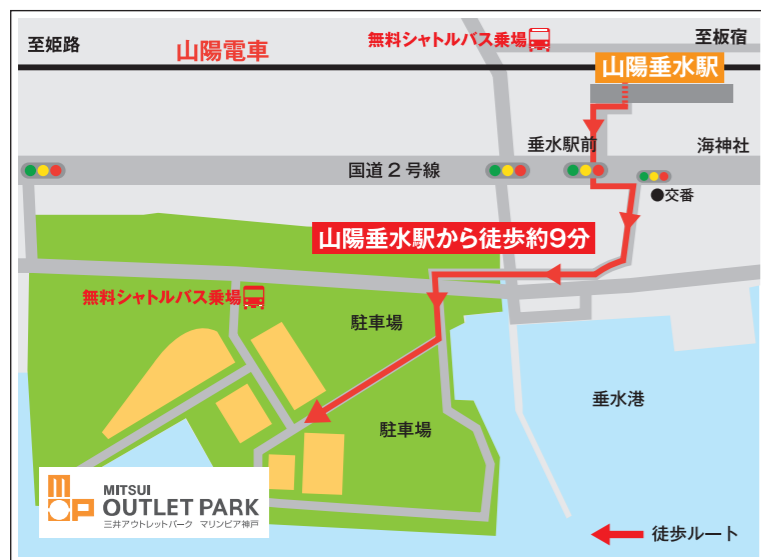 至姫路
山陽電車
無料シャトルバス乗場
至板宿
山陽垂水駅
垂水駅前
海神社
国道2号線
●交番
山陽垂水駅から徒歩約9分
無料シャトルバス乗場
駐車場
垂水港
駐車場
mop
MITSUI
OUTLET PARK
三井アウトレットパーク マリンピア神戸
徒歩ルート